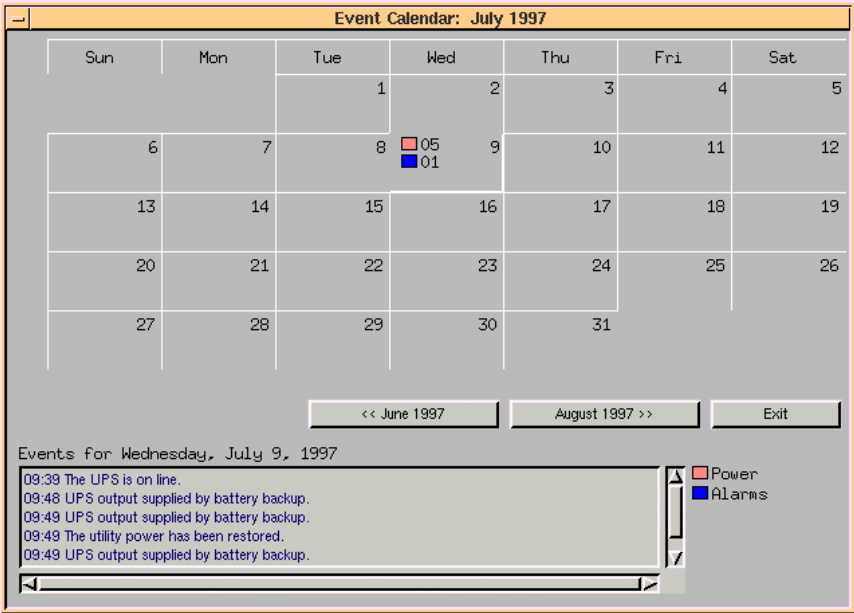 Event Calendar: July 1997
Sun Mon Tue Wed Thu Fri Sat
1 2 3 4 5
6 7 8 05 9 10 11 12
01
13 14 15 16 17 18 19
20 21 22 23 24 25 26
27 28 29 30 31
<< June 1997 August 1997 >> Exit
Events for Wednesday, July 9, 1997
09:39 The UPS is on line.
09:48 UPS output supplied by battery backup.
09:49 UPS output supplied by battery backup.
09:49 The utility power has been restored.
09:49 UPS output supplied by battery backup.
Power
Alarms